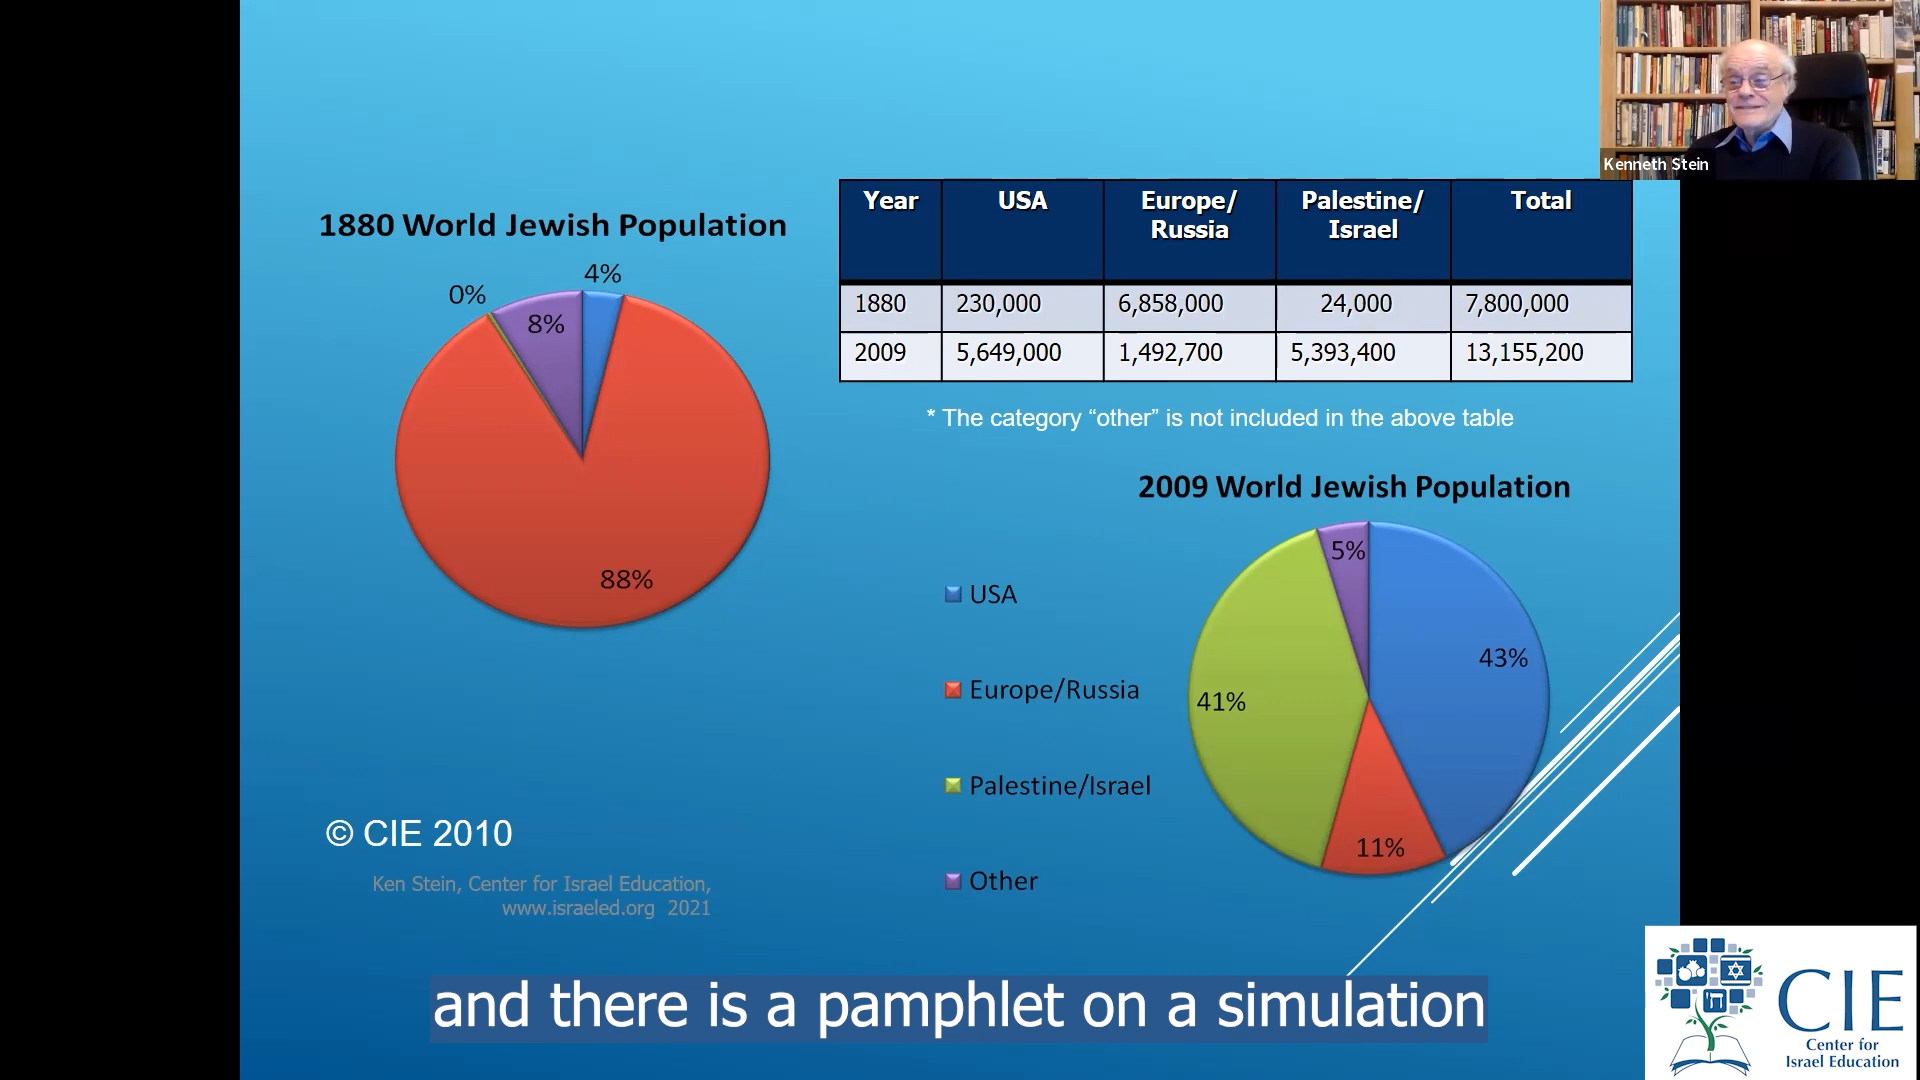 Kenneth Stein
1880 World Jewish Population
4%
0%
8%
88%
Year USA Europe/ Palestine/ Total
Russia Israel
1880 230,000 6,858,000 24,000 7,800,000
2009 5,649,000 1,492,700 5,393,400 13,155,200
* The category “other” is not included in the above table
2009 World Jewish Population
5%
43%
41%
11%
USA
Europe/Russia
Palestine/Israel
Other
© CIE 2010
Ken Stein, Center for Israel Education,
www.israeled.org 2021
and there is a pamphlet on a simulation
CIE
Center for
Israel Education